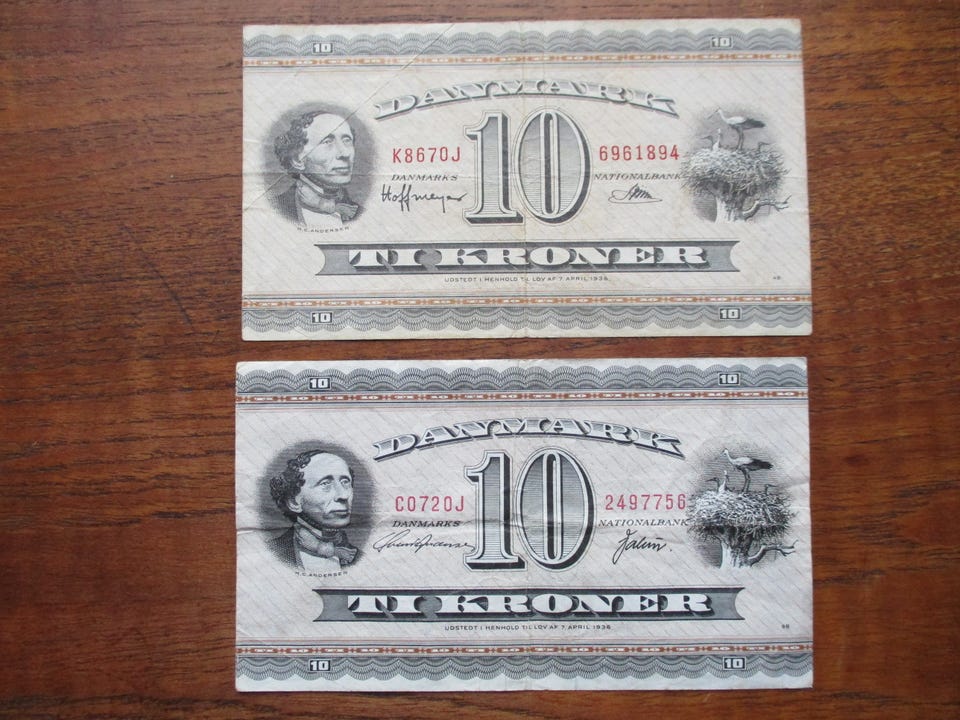 10 10
DANMARK
10
K8670J 6961894
DANMARKS NATIONALBANK
Hoffmeyer
H.C.ANDERSEN
TI KRONER
UDSTEDT I HENHOLD TIL LOV AF 7. APRIL 1936
10 10
10 10
DANMARK
10
C0720J 2497756
DANMARKS NATIONALBANK
H.C.ANDERSEN
TI KRONER
UDSTEDT I HENHOLD TIL LOV AF 7. APRIL 1936
10 10